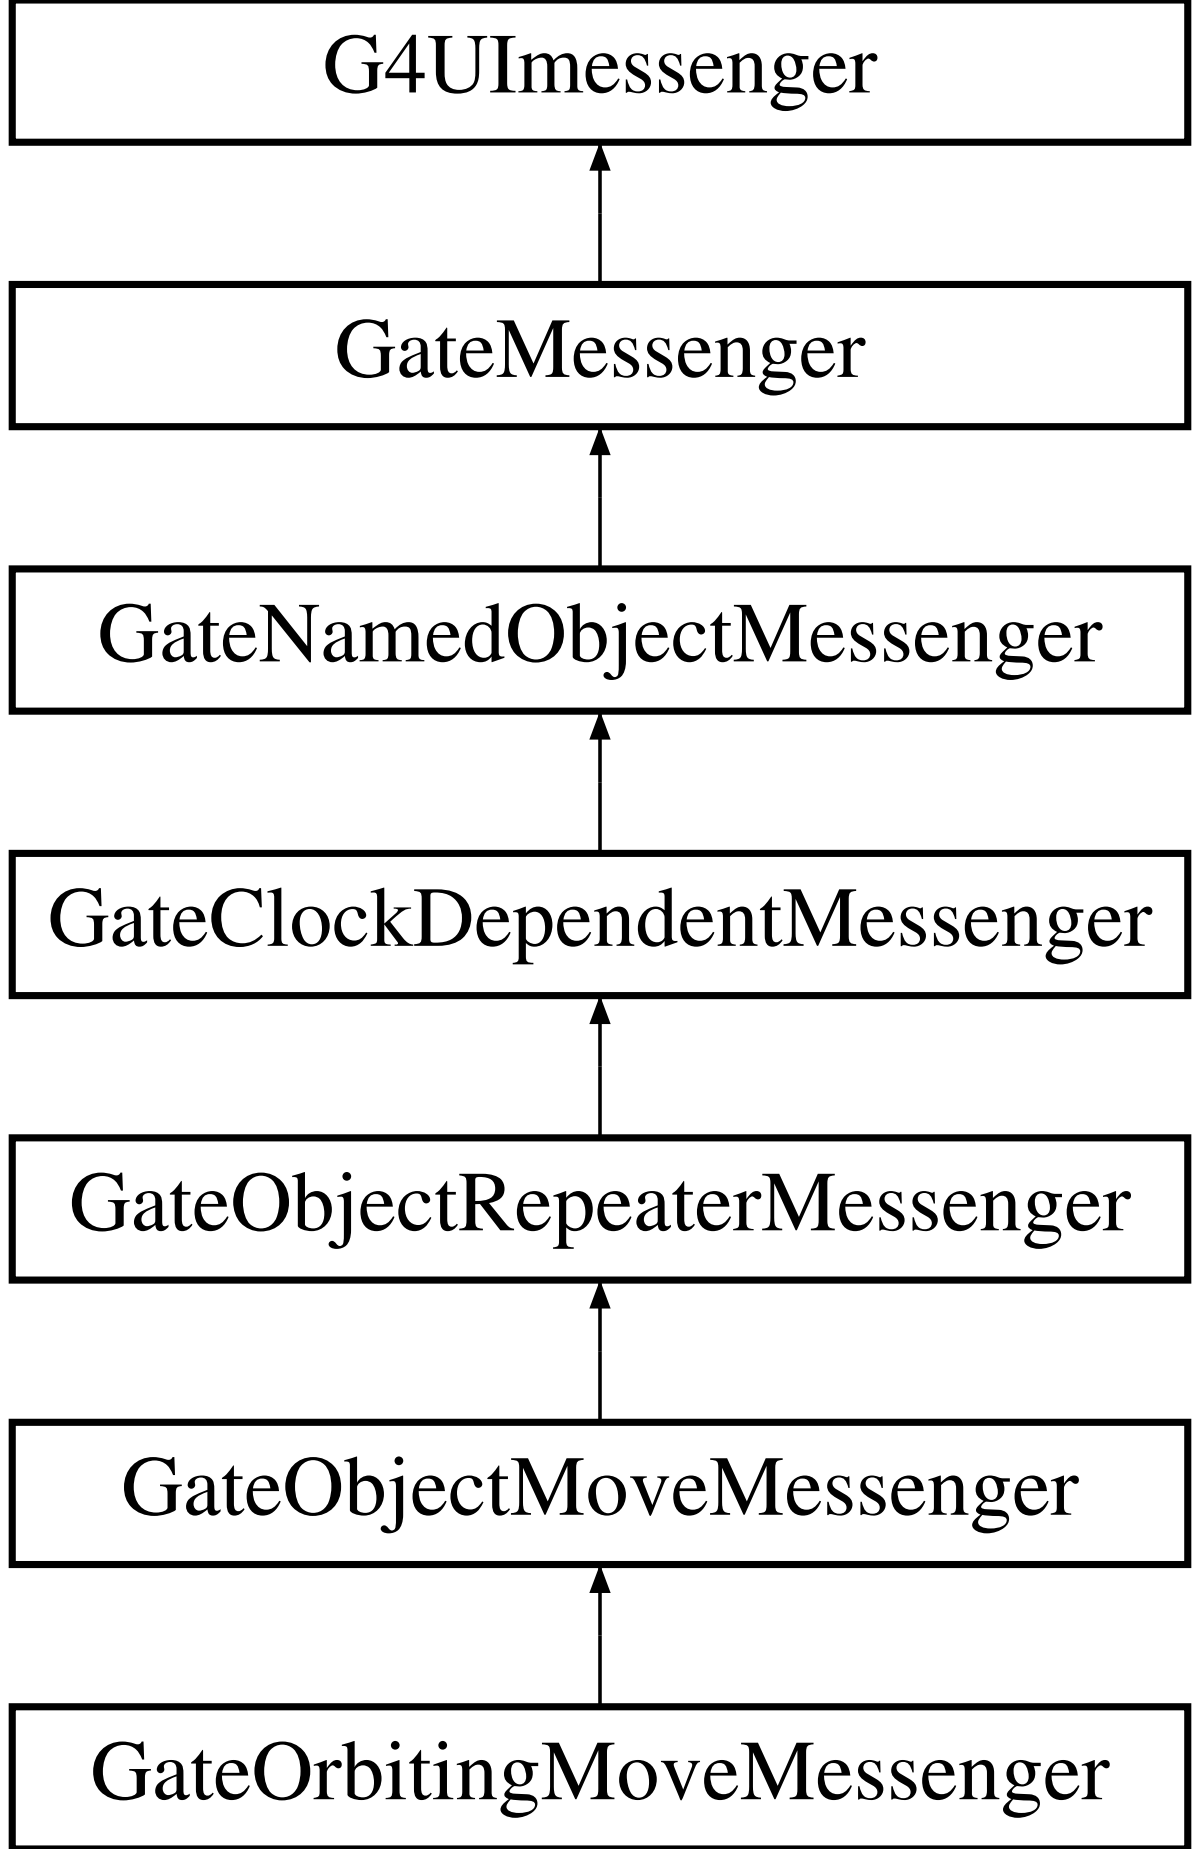 G4UImessenger
GateMessenger
GateNamedObjectMessenger
GateClockDependentMessenger
GateObjectRepeaterMessenger
GateObjectMoveMessenger
GateOrbitingMoveMessenger